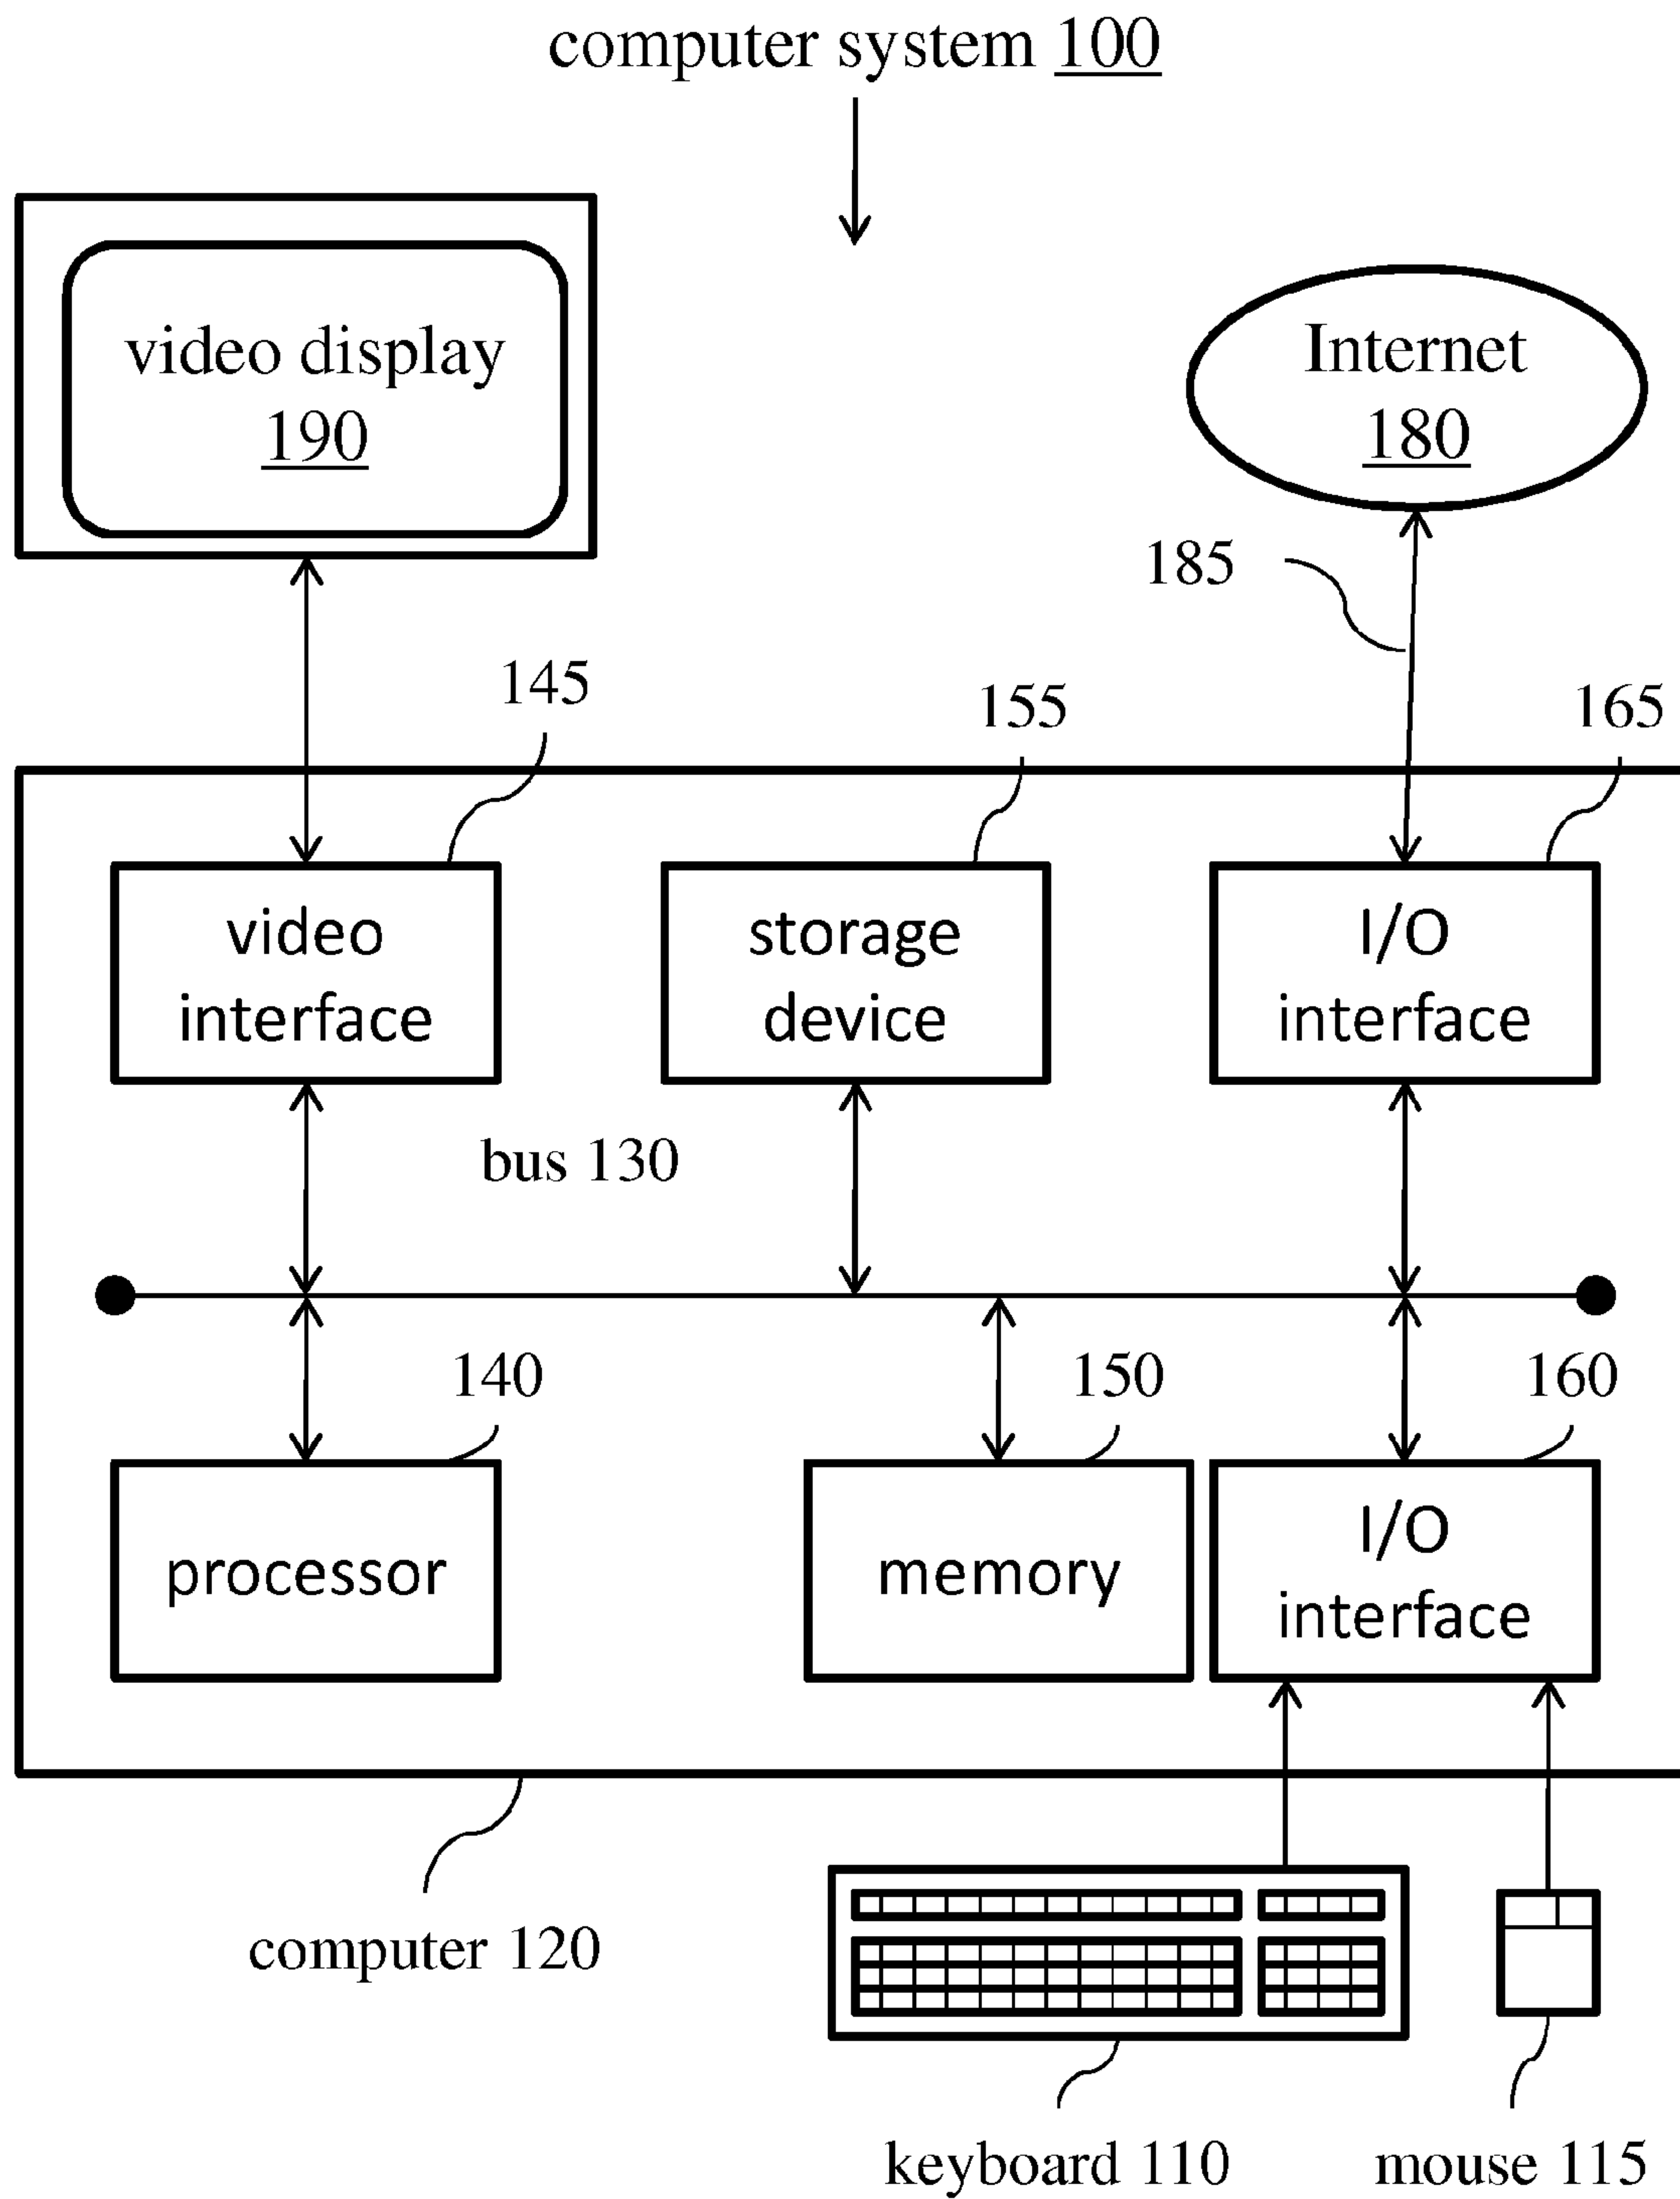 computer system 100
video display
190
Internet
180
185
145
155
165
video
interface
storage
device
I/O
interface
bus 130
140
150
160
processor
memory
I/O
interface
computer 120
keyboard 110
mouse 115